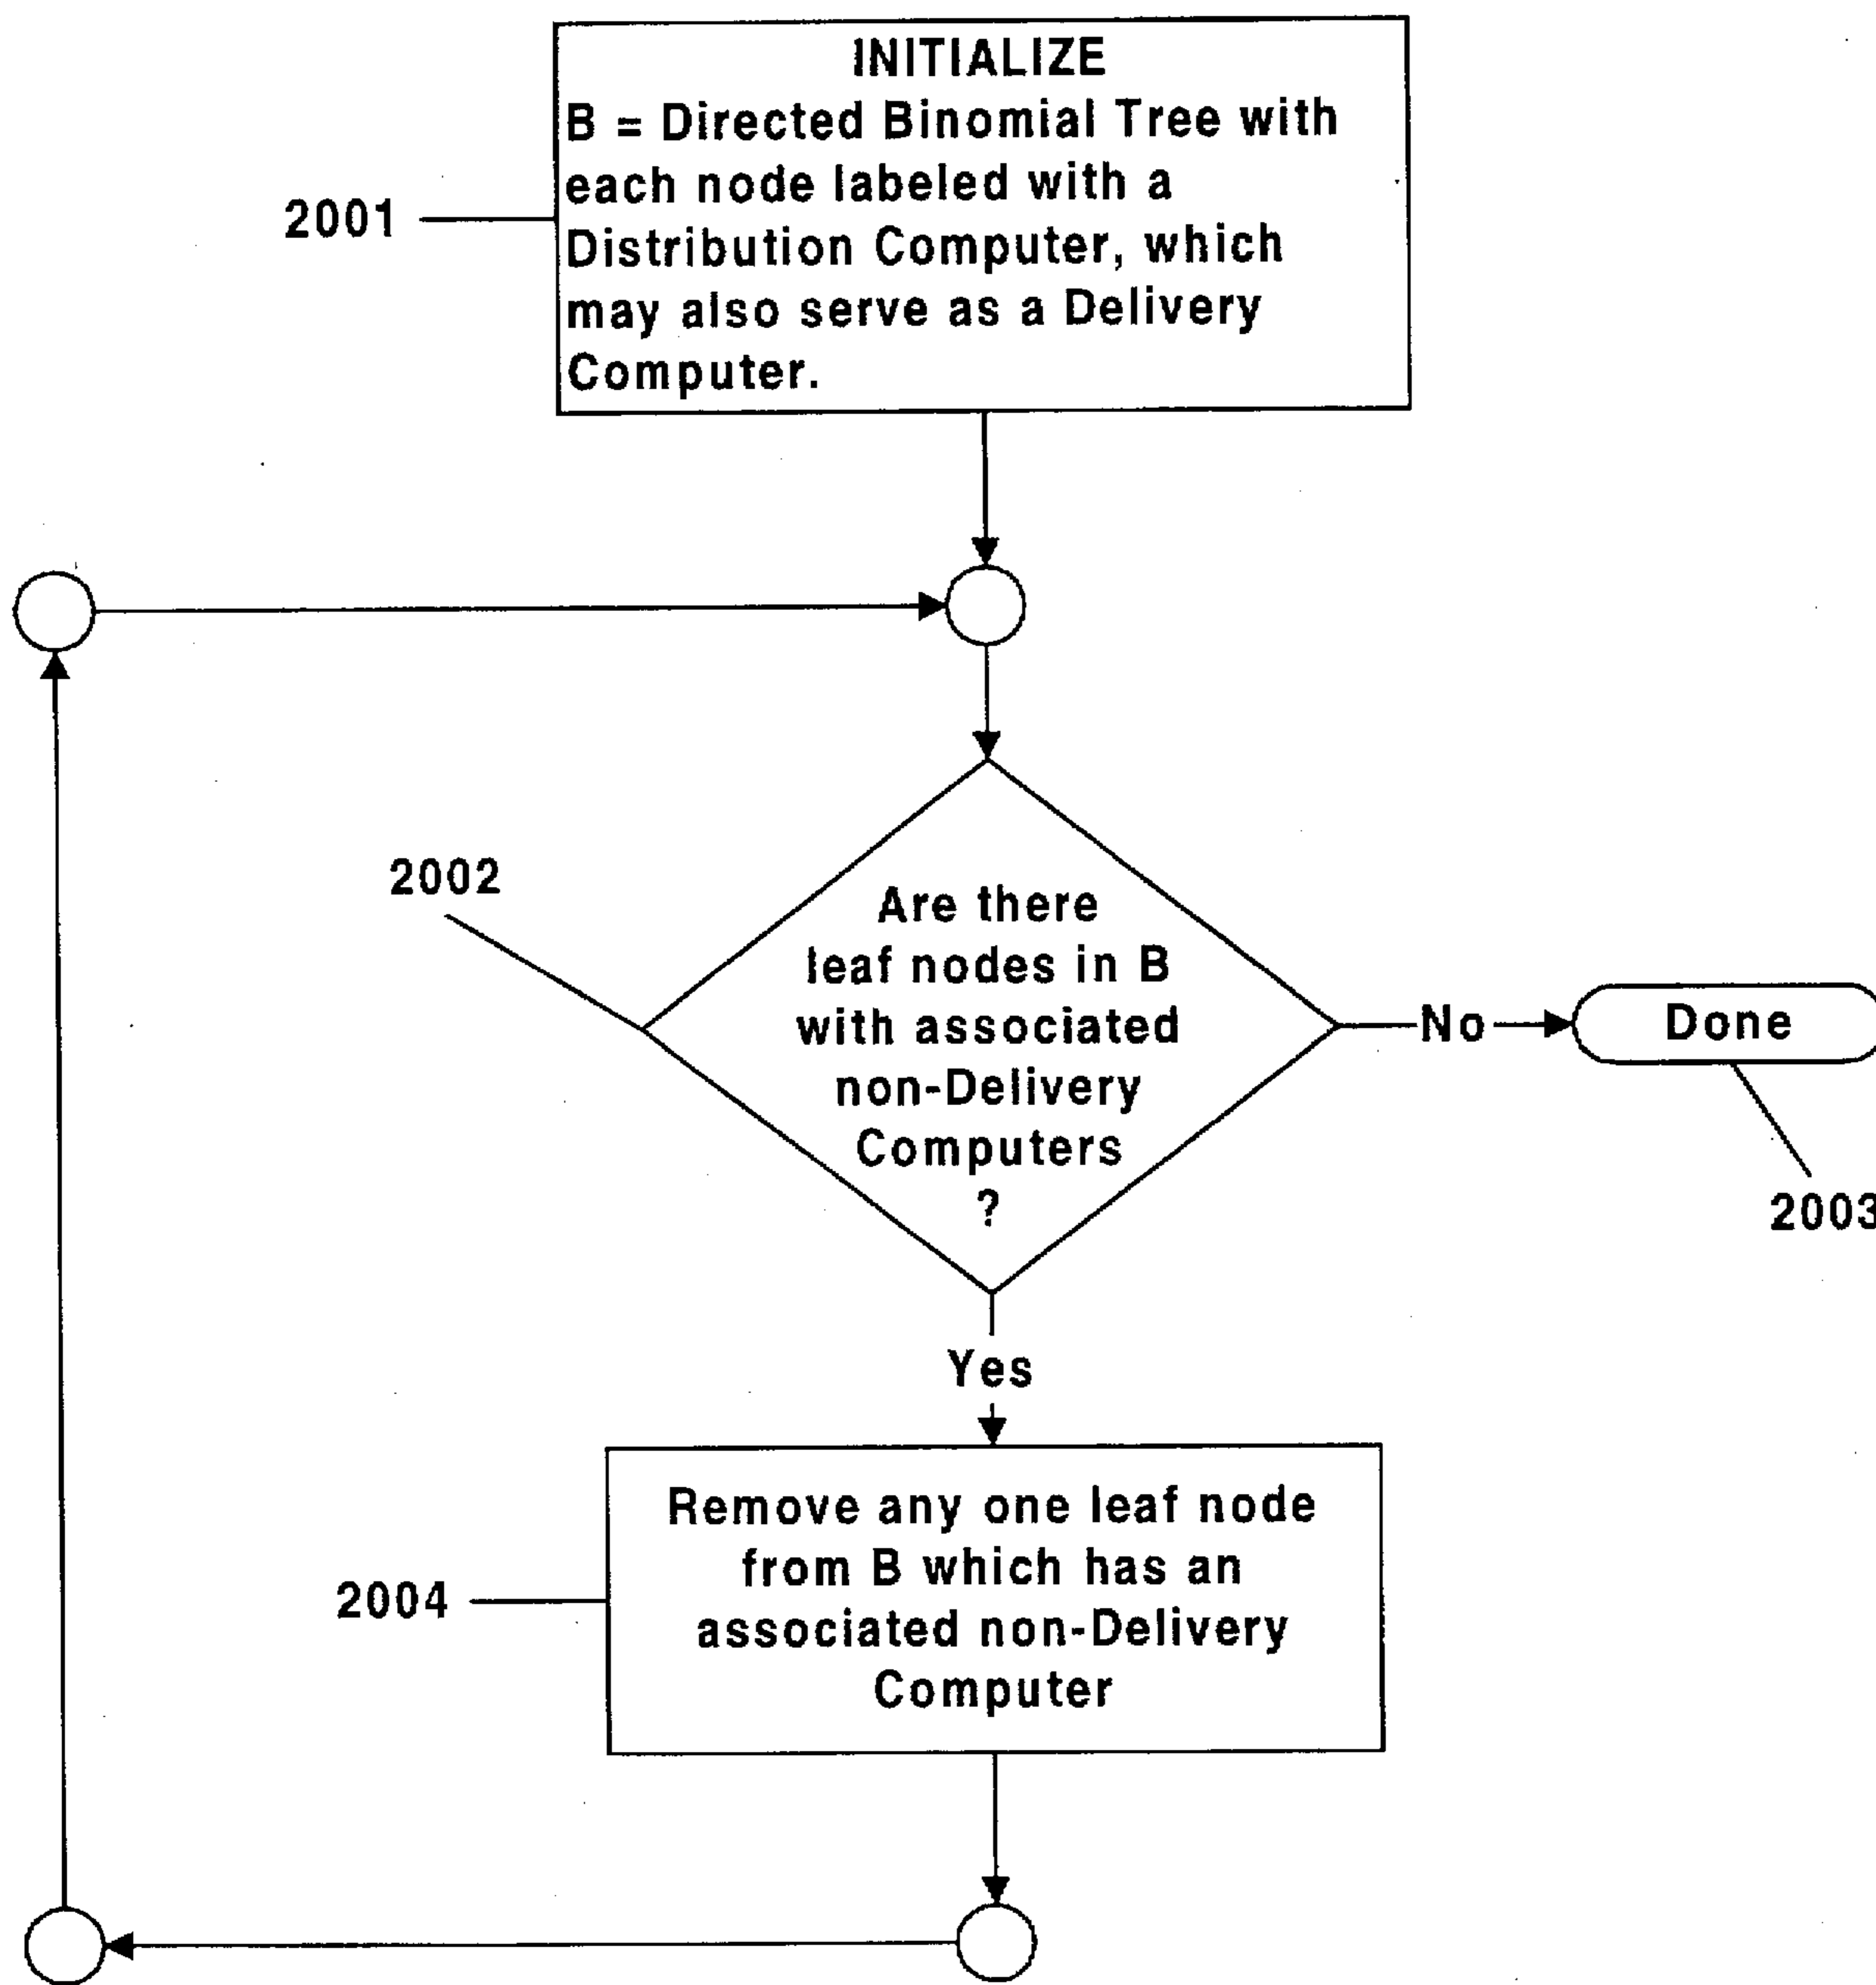 INITIALIZE
B = Directed Binomial Tree with
each node labeled with a
Distribution Computer, which
may also serve as a Delivery
Computer.
2001
2002
Are there
leaf nodes in B
with associated
non-Delivery
Computers
?
No
Done
2003
Yes
Remove any one leaf node
from B which has an
associated non-Delivery
Computer
2004